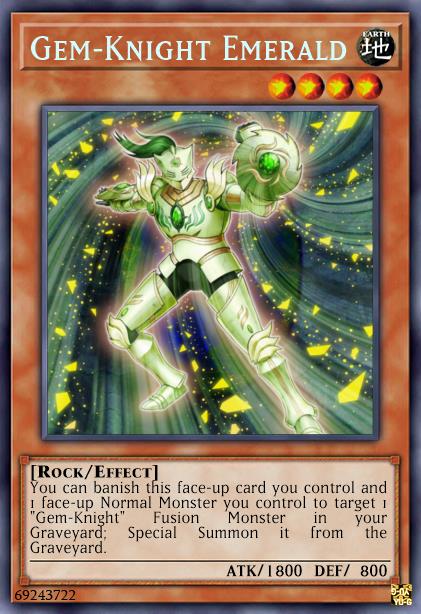 GEM-KNIGHT EMERALD
EARTH
地
[ROCK/EFFECT]
You can banish this face-up card you control and
1 face-up Normal Monster you control to target 1
"Gem-Knight" Fusion Monster in your
Graveyard; Special Summon it from the
Graveyard.
ATK/1800 DEF/ 800
69243722